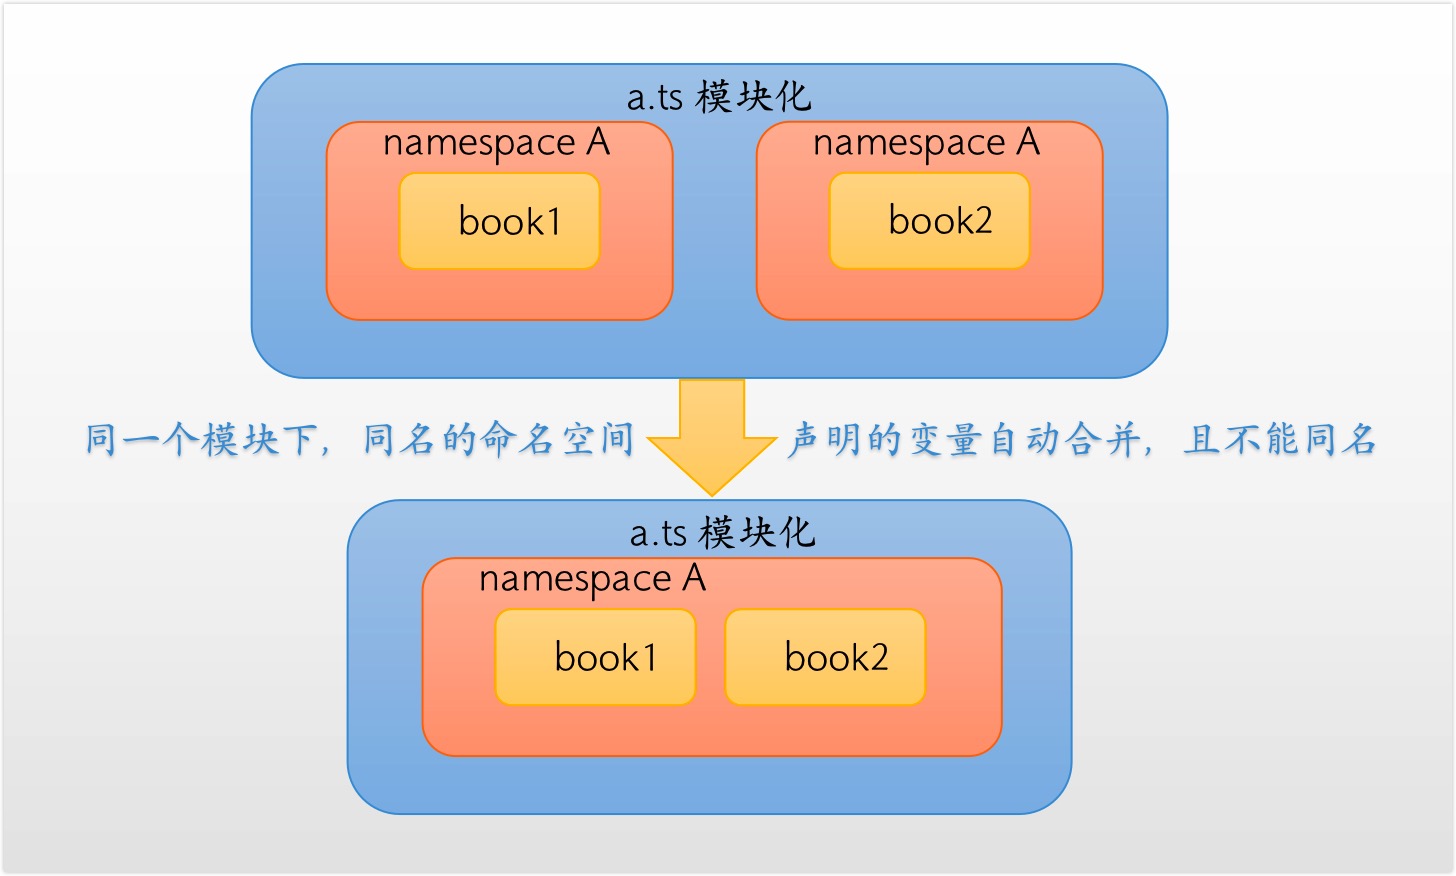 a.ts 模块化
namespace A
namespace A
book1
book2
同一个模块下，同名的命名空间
声明的变量自动合并，且不能同名
a.ts 模块化
namespace A
book1
book2